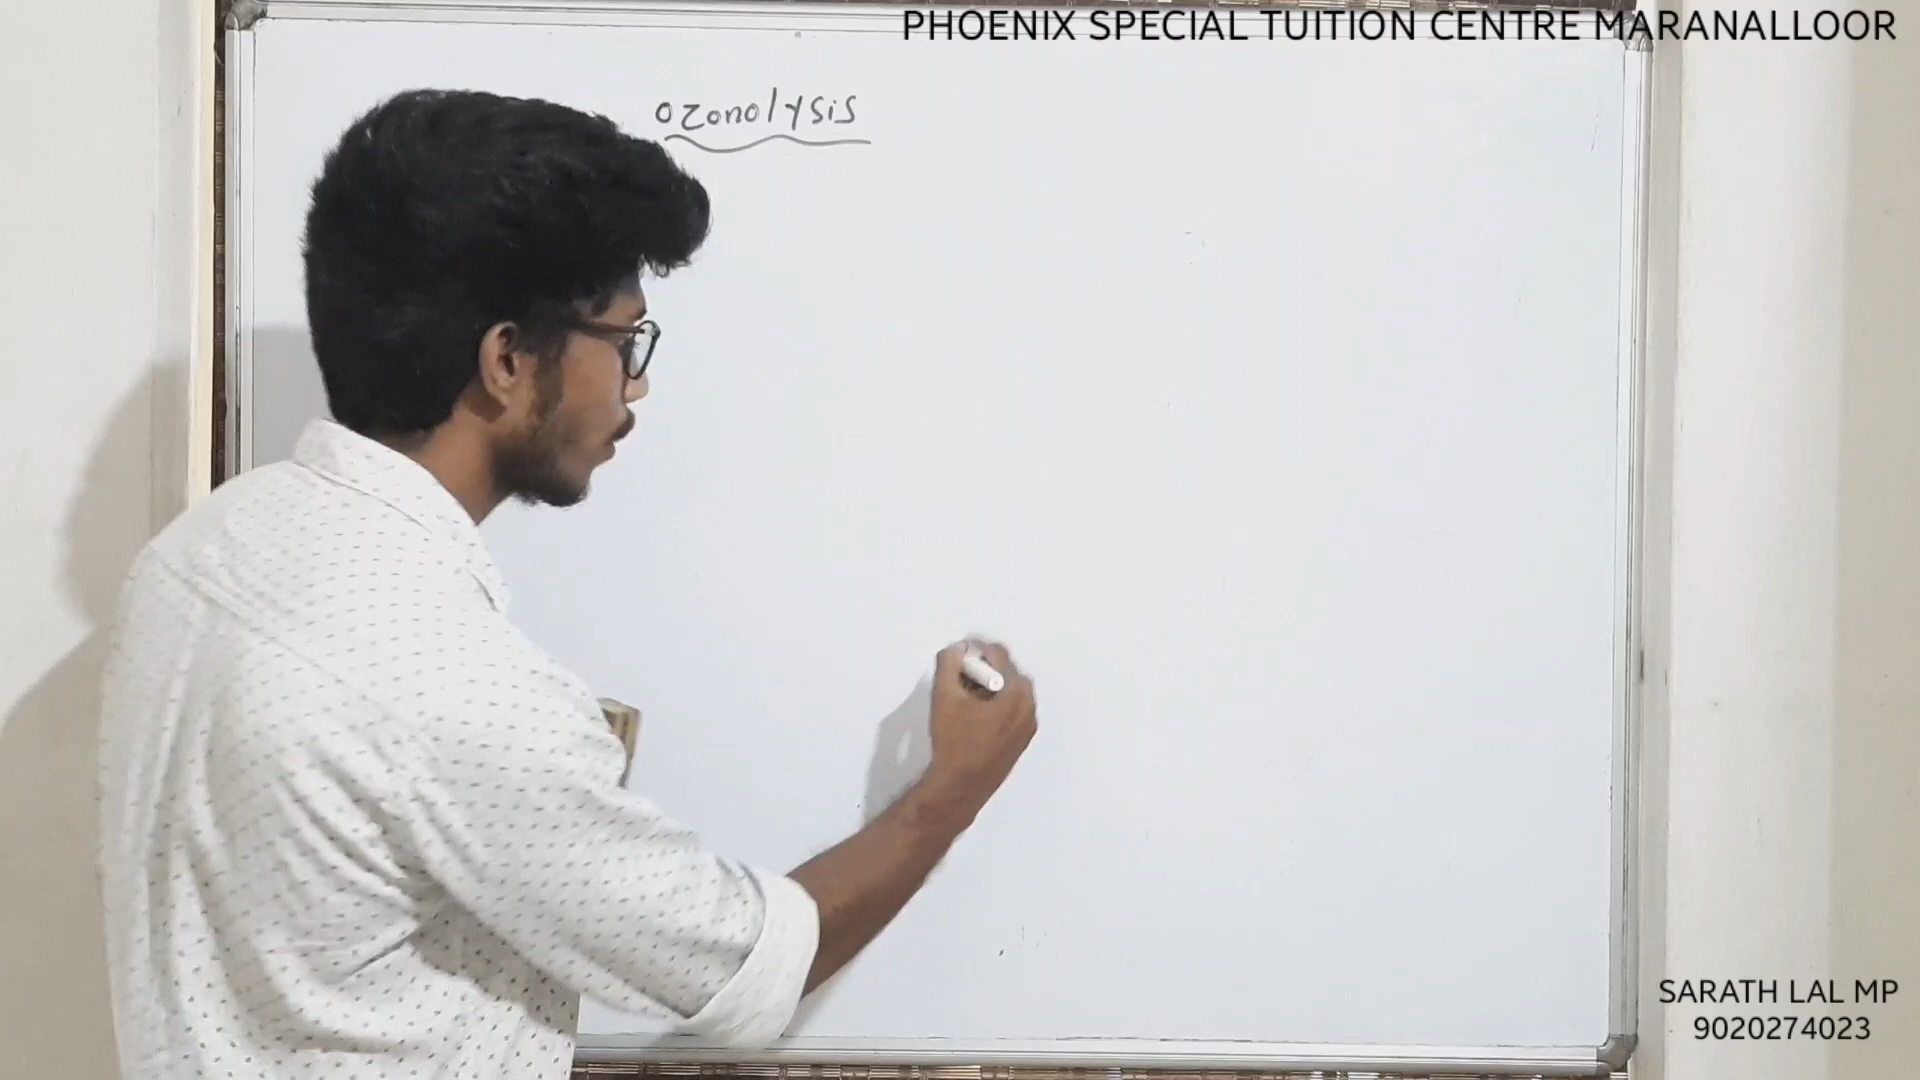 PHOENIX SPECIAL TUITION CENTRE MARANALLOOR
ozonolysis
SARATH LAL MP
9020274023